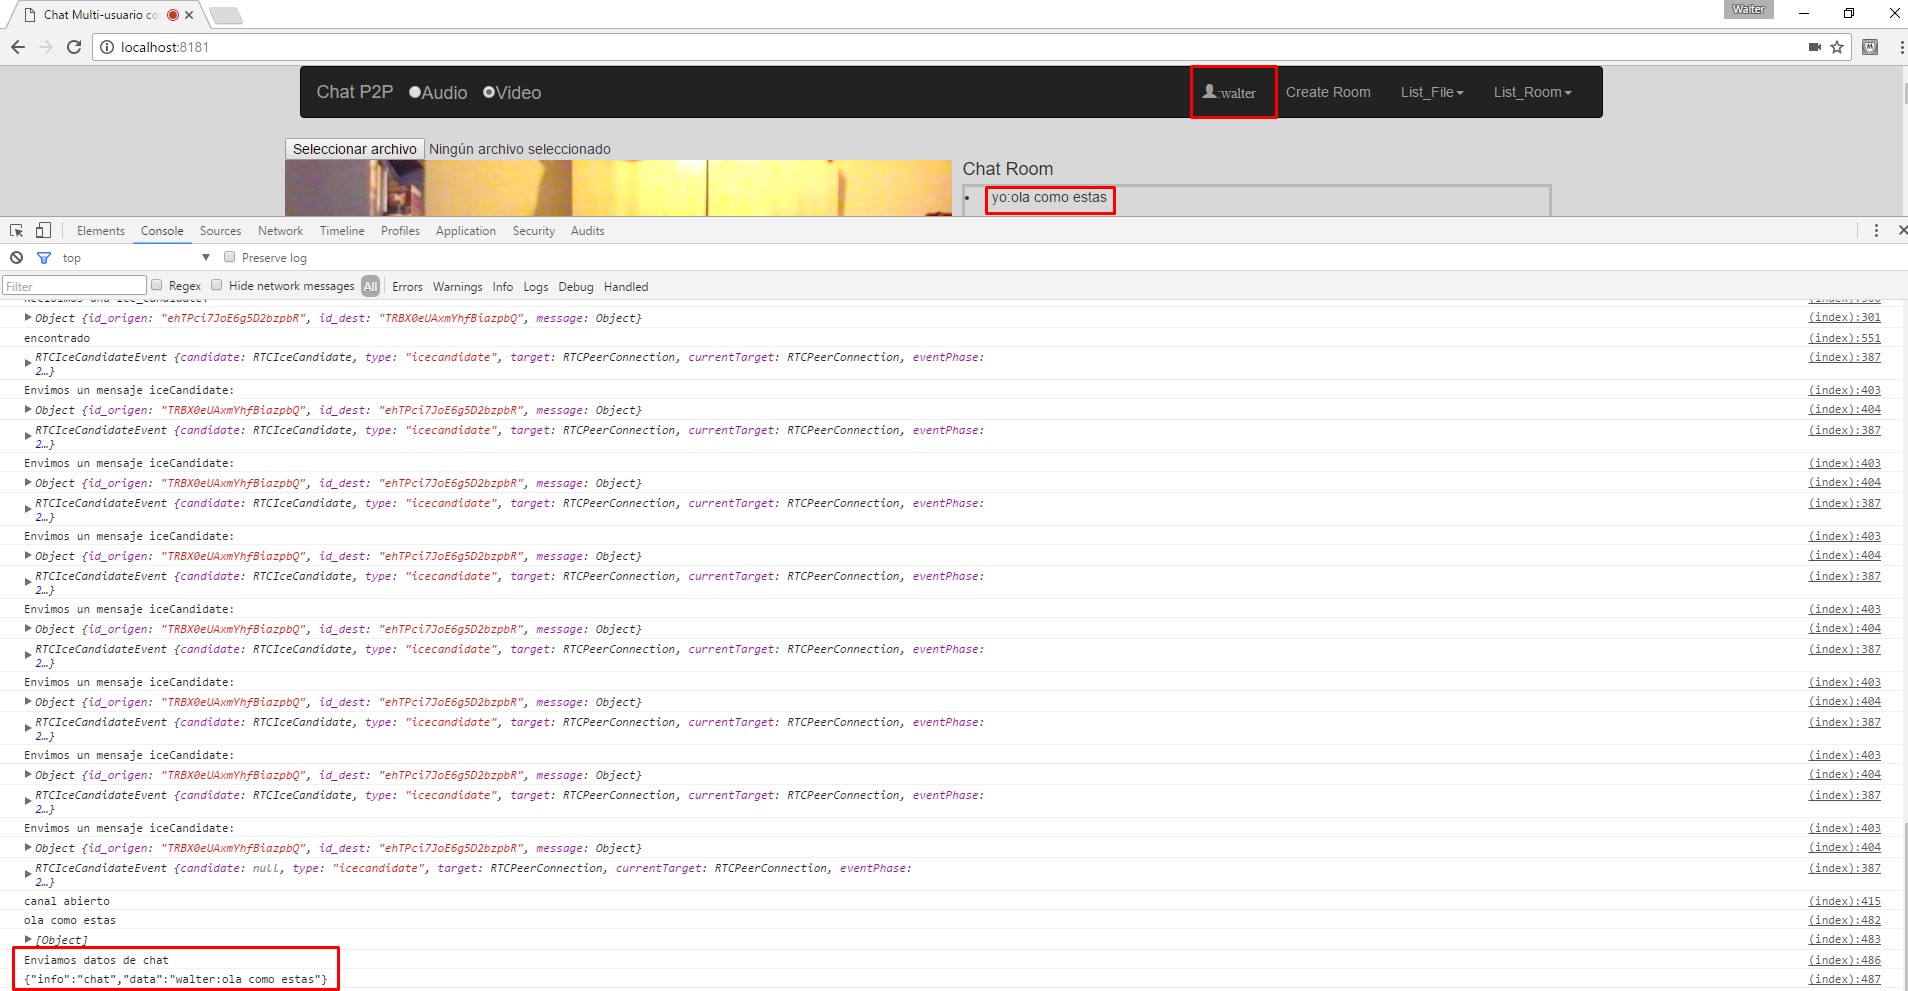 Chat Multi-usuario co
Walter
localhost:8181
Chat P2P Audio Video :walter Create Room List_File List_Room
Seleccionar archivo Ningún archivo seleccionado
Chat Room
yo:ola como estas
Elements Console Sources Network Timeline Profiles Application Security Audits
top Preserve log
Filter Regex Hide network messages All Errors Warnings Info Logs Debug Handled
Recibimos una ice_candidate:
Object {id_origen: "ehTPci7JoE6g5D2bzpbR", id_dest: "TRBX0eUAxmYhfBiazpbQ", message: Object} (index):301
encontrado (index):551
RTCIceCandidateEvent {candidate: RTCIceCandidate, type: "icecandidate", target: RTCPeerConnection, currentTarget: RTCPeerConnection, eventPhase: (index):387
2…}
Envimos un mensaje iceCandidate: (index):403
Object {id_origen: "TRBX0eUAxmYhfBiazpbQ", id_dest: "ehTPci7JoE6g5D2bzpbR", message: Object} (index):404
RTCIceCandidateEvent {candidate: RTCIceCandidate, type: "icecandidate", target: RTCPeerConnection, currentTarget: RTCPeerConnection, eventPhase: (index):387
2…}
Envimos un mensaje iceCandidate: (index):403
Object {id_origen: "TRBX0eUAxmYhfBiazpbQ", id_dest: "ehTPci7JoE6g5D2bzpbR", message: Object} (index):404
RTCIceCandidateEvent {candidate: RTCIceCandidate, type: "icecandidate", target: RTCPeerConnection, currentTarget: RTCPeerConnection, eventPhase: (index):387
2…}
Envimos un mensaje iceCandidate: (index):403
Object {id_origen: "TRBX0eUAxmYhfBiazpbQ", id_dest: "ehTPci7JoE6g5D2bzpbR", message: Object} (index):404
RTCIceCandidateEvent {candidate: RTCIceCandidate, type: "icecandidate", target: RTCPeerConnection, currentTarget: RTCPeerConnection, eventPhase: (index):387
2…}
Envimos un mensaje iceCandidate: (index):403
Object {id_origen: "TRBX0eUAxmYhfBiazpbQ", id_dest: "ehTPci7JoE6g5D2bzpbR", message: Object} (index):404
RTCIceCandidateEvent {candidate: RTCIceCandidate, type: "icecandidate", target: RTCPeerConnection, currentTarget: RTCPeerConnection, eventPhase: (index):387
2…}
Envimos un mensaje iceCandidate: (index):403
Object {id_origen: "TRBX0eUAxmYhfBiazpbQ", id_dest: "ehTPci7JoE6g5D2bzpbR", message: Object} (index):404
RTCIceCandidateEvent {candidate: RTCIceCandidate, type: "icecandidate", target: RTCPeerConnection, currentTarget: RTCPeerConnection, eventPhase: (index):387
2…}
Envimos un mensaje iceCandidate: (index):403
Object {id_origen: "TRBX0eUAxmYhfBiazpbQ", id_dest: "ehTPci7JoE6g5D2bzpbR", message: Object} (index):404
RTCIceCandidateEvent {candidate: RTCIceCandidate, type: "icecandidate", target: RTCPeerConnection, currentTarget: RTCPeerConnection, eventPhase: (index):387
2…}
Envimos un mensaje iceCandidate: (index):403
Object {id_origen: "TRBX0eUAxmYhfBiazpbQ", id_dest: "ehTPci7JoE6g5D2bzpbR", message: Object} (index):404
RTCIceCandidateEvent {candidate: null, type: "icecandidate", target: RTCPeerConnection, currentTarget: RTCPeerConnection, eventPhase: (index):387
2…}
canal abierto (index):415
ola como estas (index):482
[Object] (index):483
Enviamos datos de chat (index):486
{"info":"chat","data":"walter:ola como estas"} (index):487